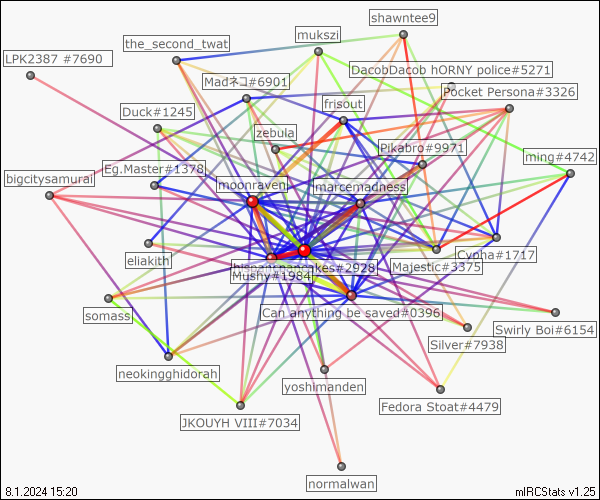 shawntee9
mukszi
the_second_twat
LPK2387 #7690
DacobDacob hORNY police#5271
Madネコ#6901
Pocket Persona#3326
frisout
Duck#1245
zebula
Pikabro#9971
ming#4742
Eg.Master#1378
bigcitysamurai
moonraven
marcemadness
eliakith
Cypha#1717
hispanicpancakes#2928
Majestic#3375
Mushy#1984
somass
Can anything be saved#0396
Swirly Boi#6154
Silver#7938
neokingghidorah
yoshimanden
Fedora Stoat#4479
JKOUYH VIII#7034
normalwan
8.1.2024 15:20
mIRCStats v1.25